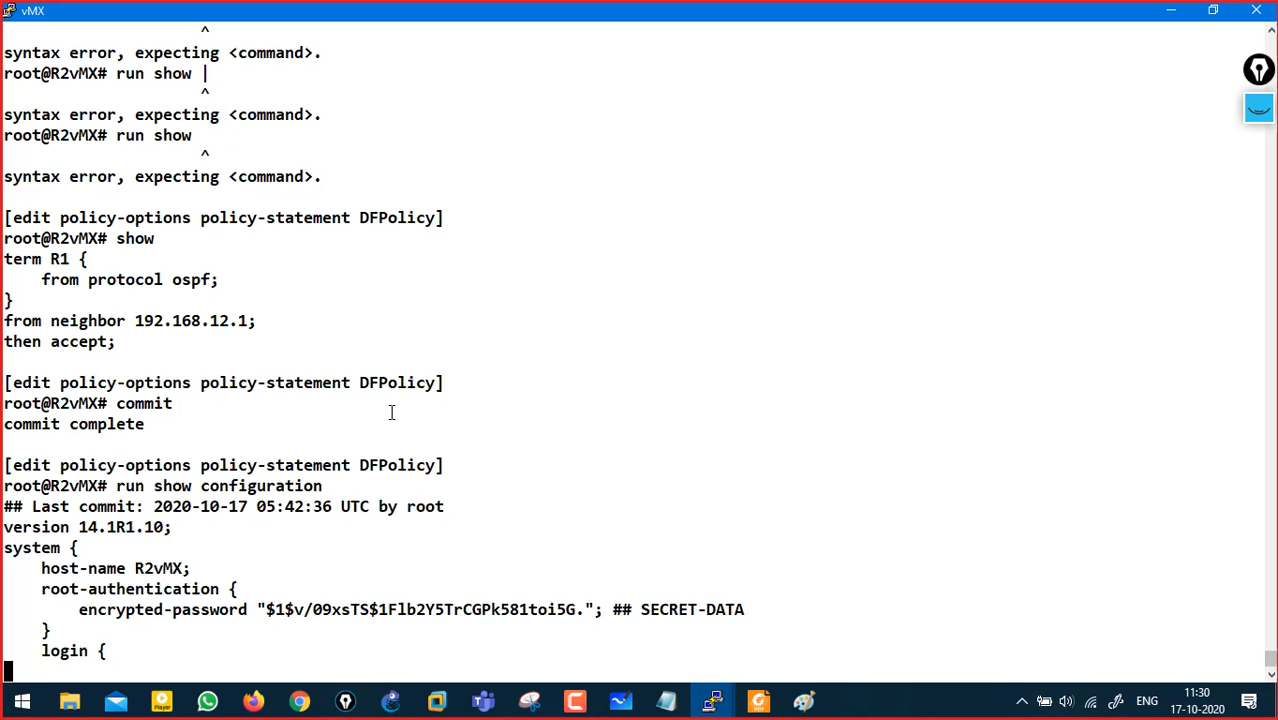 vMX
^
syntax error, expecting <command>.
root@R2vMX# run show |
^
syntax error, expecting <command>.
root@R2vMX# run show
^
syntax error, expecting <command>.
[edit policy-options policy-statement DFPolicy]
root@R2vMX# show
term R1 {
    from protocol ospf;
}
from neighbor 192.168.12.1;
then accept;
[edit policy-options policy-statement DFPolicy]
root@R2vMX# commit
commit complete
[edit policy-options policy-statement DFPolicy]
root@R2vMX# run show configuration
## Last commit: 2020-10-17 05:42:36 UTC by root
version 14.1R1.10;
system {
    host-name R2vMX;
    root-authentication {
        encrypted-password "$1$v/09xsTS$1Flb2Y5TrCGPk581toi5G."; ## SECRET-DATA
    }
    login {
Player
ENG
11:30
17-10-2020